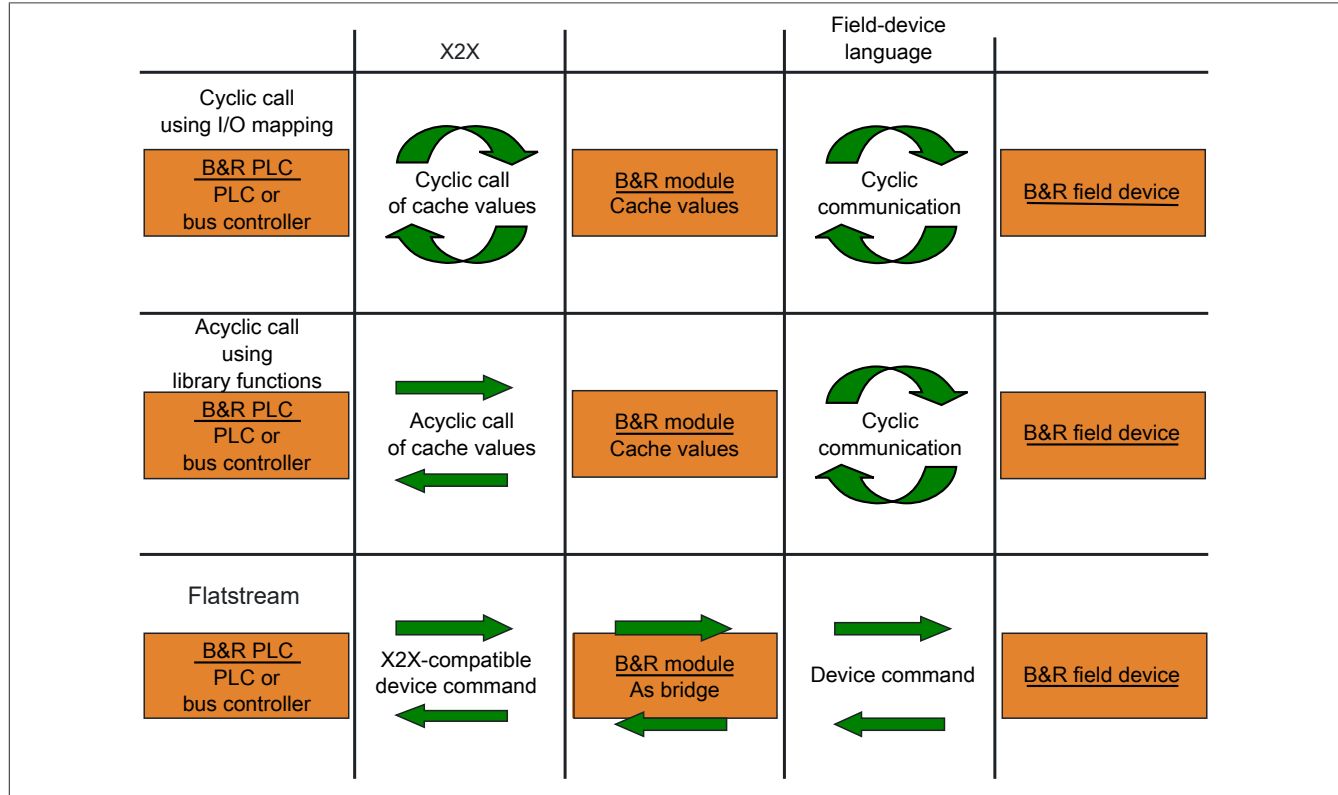 X2X
Field-device
language
Cyclic call
using I/O mapping
B&R PLC
PLC or
bus controller
Cyclic call
of cache values
B&R module
Cache values
Cyclic
communication
B&R field device
Acyclic call
using
library functions
B&R PLC
PLC or
bus controller
Acyclic call
of cache values
B&R module
Cache values
Cyclic
communication
B&R field device
Flatstream
B&R PLC
PLC or
bus controller
X2X-compatible
device command
B&R module
As bridge
Device command
B&R field device